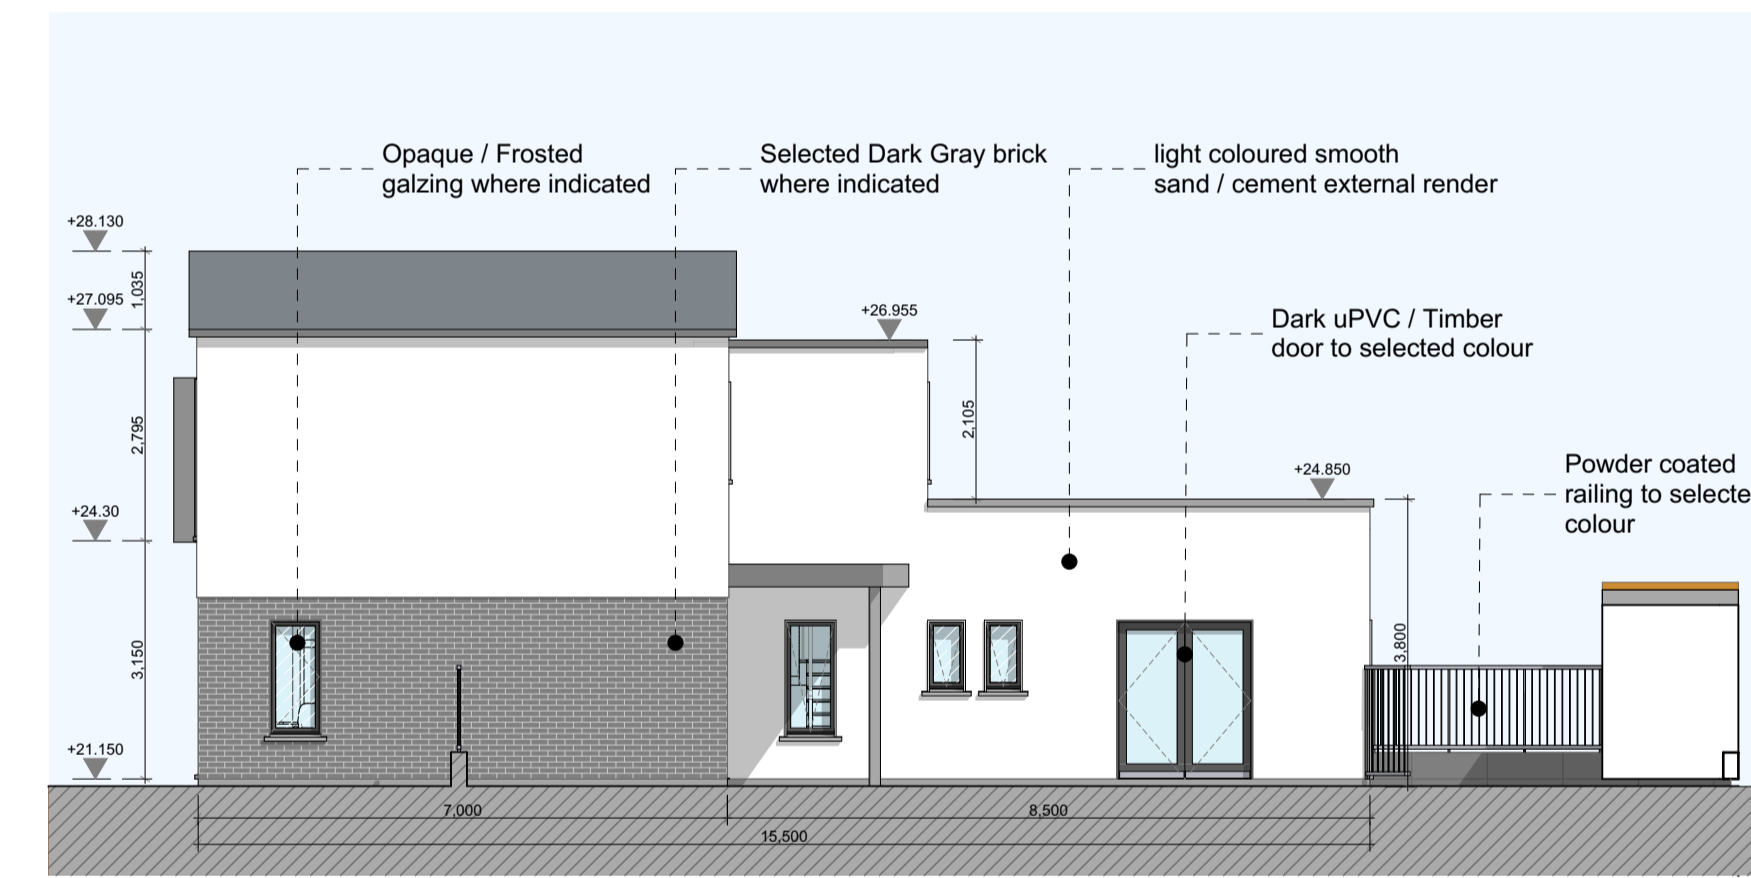 Opaque / Frosted
galzing where indicated
Selected Dark Gray brick
where indicated
light coloured smooth
sand / cement external render
+28.130
1,035
+27.095
+26.955
Dark uPVC / Timber
door to selected colour
2,795
2,105
+24.850
Powder coated
railing to selecte
colour
+24.30
3,150
3,800
+21.150
7,000
8,500
15,500